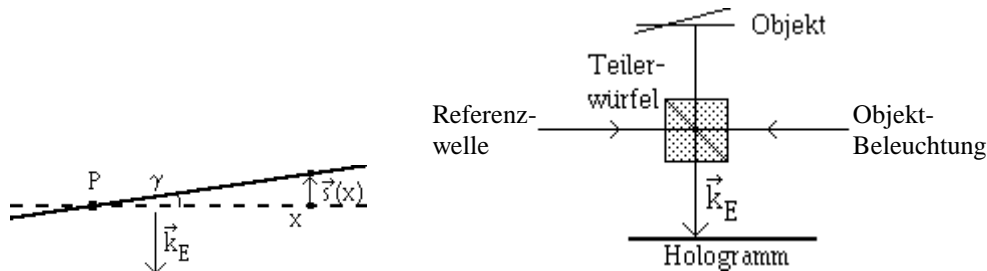 P
γ
s⃗(x)
x
k⃗E
Objekt
Teiler-
würfel
Referenz-
welle
Objekt-
Beleuchtung
k⃗E
Hologramm